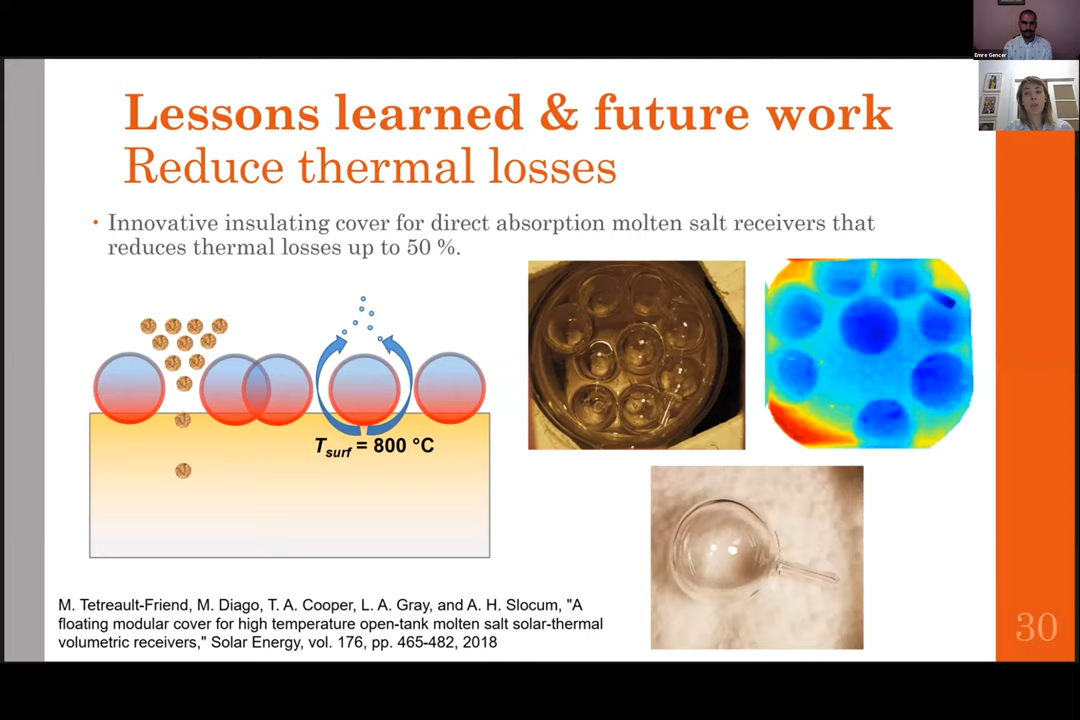 Emre Gencer
Lessons learned & future work
Reduce thermal losses
• Innovative insulating cover for direct absorption molten salt receivers that
reduces thermal losses up to 50 %.
Tsurf = 800 °C
M. Tetreault-Friend, M. Diago, T. A. Cooper, L. A. Gray, and A. H. Slocum, "A
floating modular cover for high temperature open-tank molten salt solar-thermal
volumetric receivers," Solar Energy, vol. 176, pp. 465-482, 2018
30